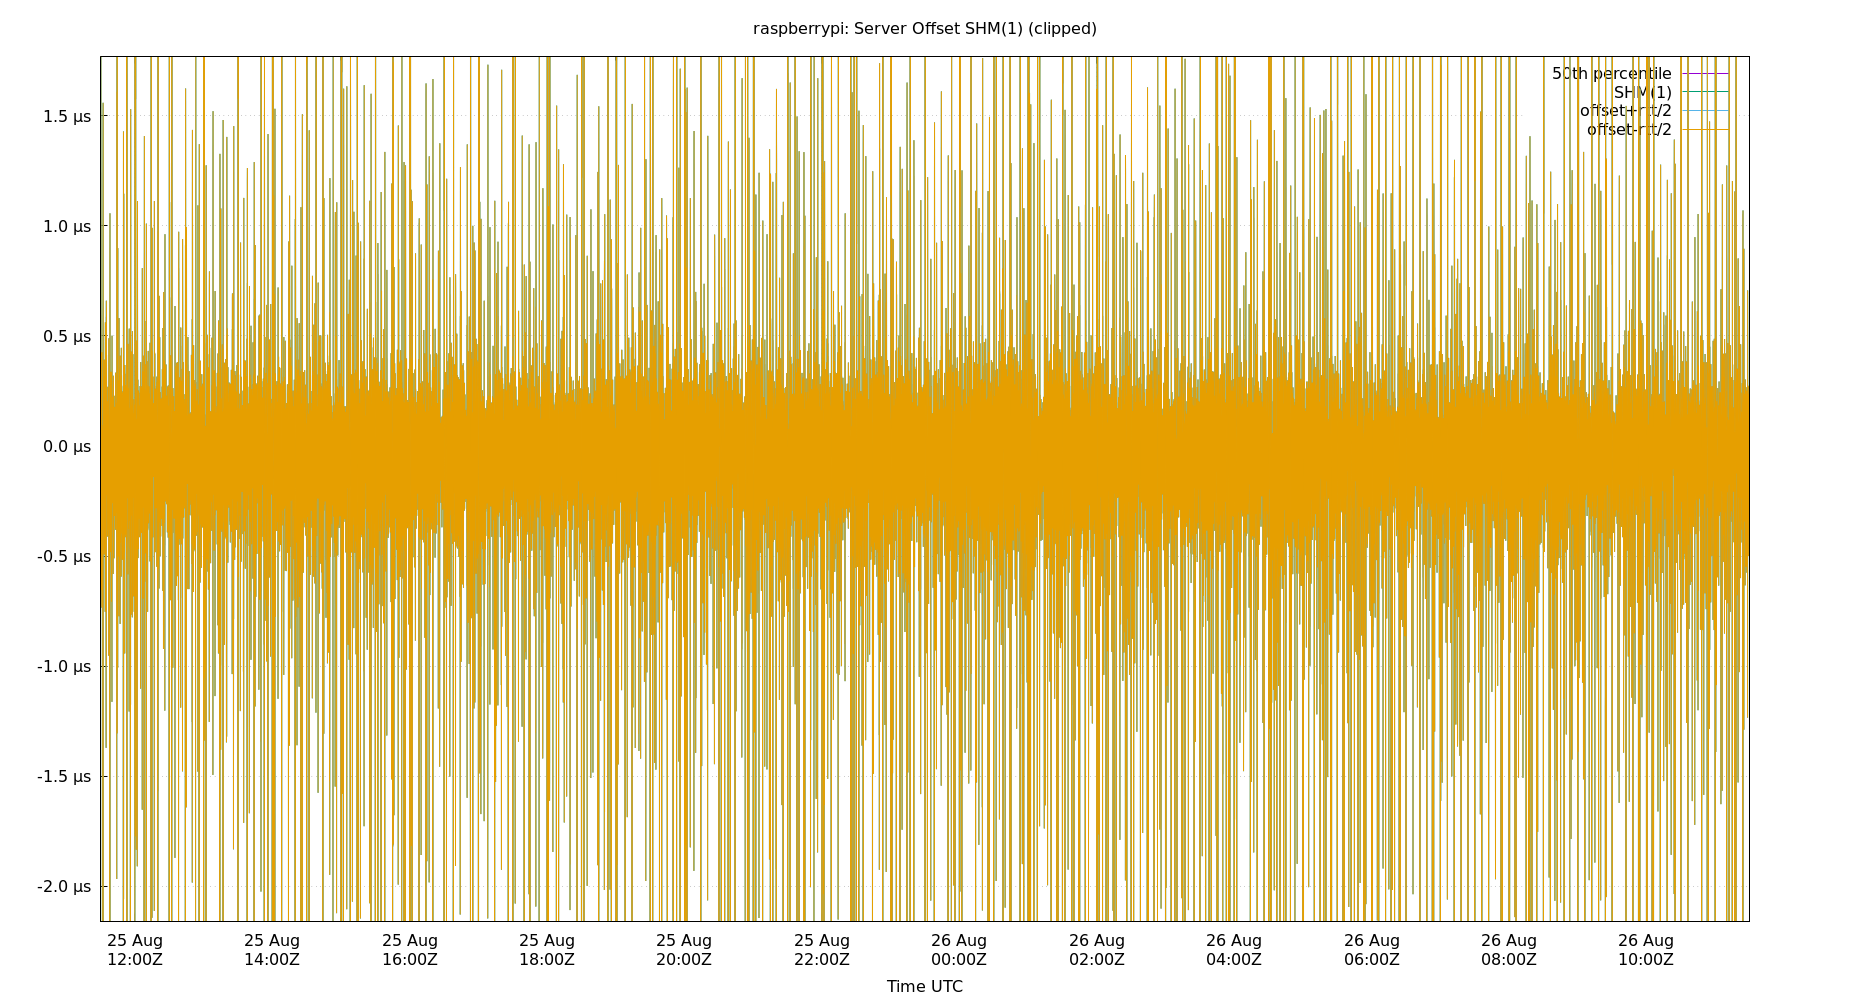 raspberrypi: Server Offset SHM(1) (clipped)
50th percentile
SHM(1)
offset+rtt/2
offset-rtt/2
1.5 µs
1.0 µs
0.5 µs
0.0 µs
-0.5 µs
-1.0 µs
-1.5 µs
-2.0 µs
25 Aug 25 Aug 25 Aug 25 Aug 25 Aug 25 Aug 26 Aug 26 Aug 26 Aug 26 Aug 26 Aug 26 Aug
12:00Z 14:00Z 16:00Z 18:00Z 20:00Z 22:00Z 00:00Z 02:00Z 04:00Z 06:00Z 08:00Z 10:00Z
Time UTC